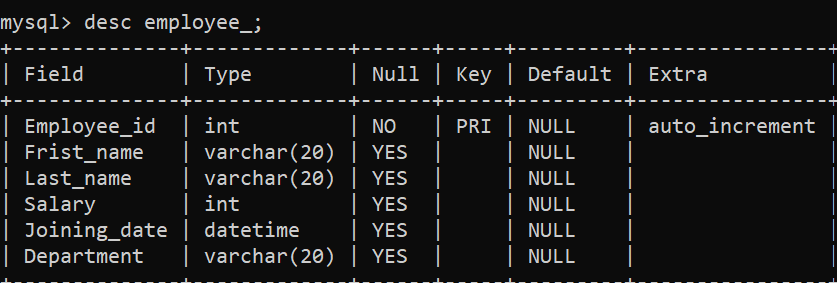 mysql> desc employee_;
+--------------+-------------+------+-----+---------+----------------+
| Field        | Type        | Null | Key | Default | Extra          |
+--------------+-------------+------+-----+---------+----------------+
| Employee_id  | int         | NO   | PRI | NULL    | auto_increment |
| Frist_name   | varchar(20) | YES  |     | NULL    |                |
| Last_name    | varchar(20) | YES  |     | NULL    |                |
| Salary       | int         | YES  |     | NULL    |                |
| Joining_date | datetime    | YES  |     | NULL    |                |
| Department   | varchar(20) | YES  |     | NULL    |                |
+--------------+-------------+------+-----+---------+----------------+